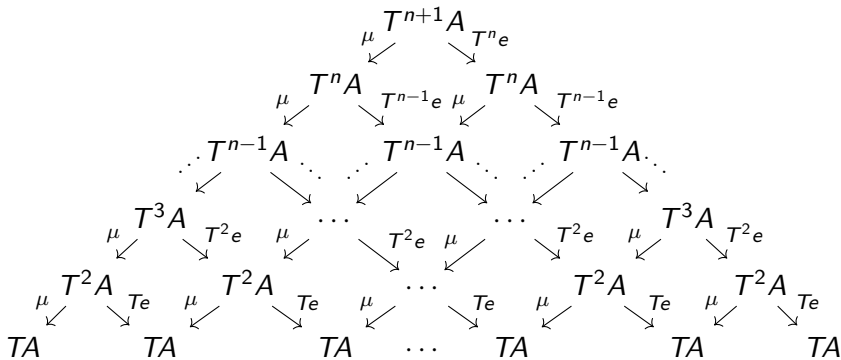 T^{n+1}A
μ T^n e
T^n A T^n A
μ T^{n-1}e μ T^{n-1}e
⋯ T^{n-1}A ⋱ ⋰ T^{n-1}A ⋱ ⋰ T^{n-1}A ⋯
T^3 A ⋯ ⋯ T^3 A
μ T^2 e μ T^2 e μ T^2 e μ T^2 e
T^2 A T^2 A ⋯ T^2 A T^2 A
μ Te μ Te μ Te μ Te μ Te
TA TA TA ⋯ TA TA TA